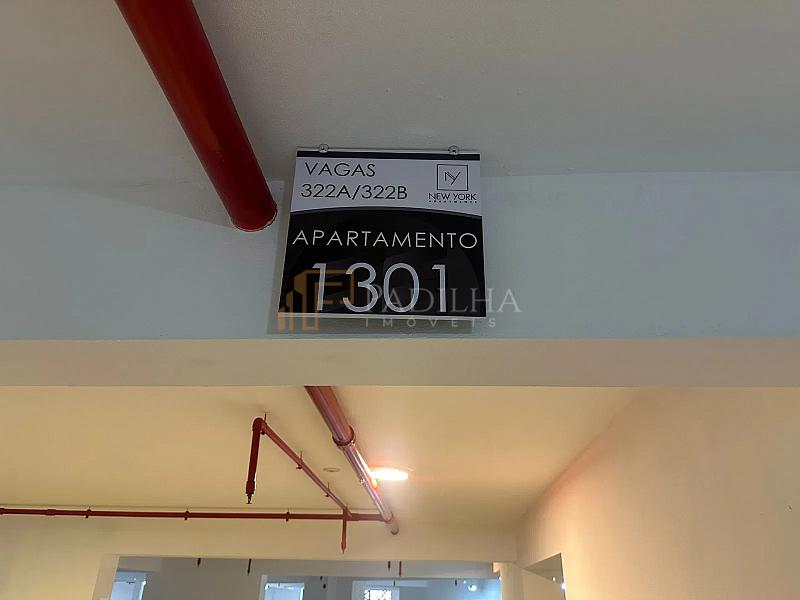 VAGAS
322A/322B
NY
NEW YORK
APARTAMENTO
1301
PADILHA
IMÓVEIS